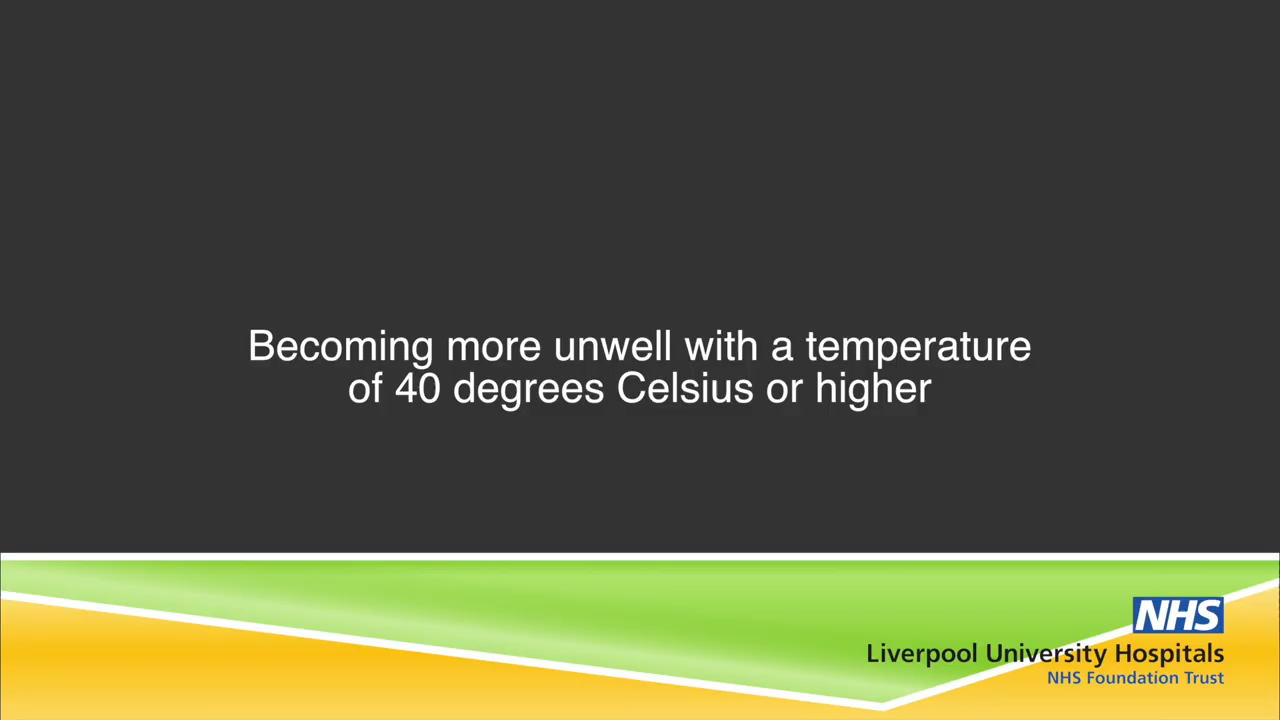 Becoming more unwell with a temperature
of 40 degrees Celsius or higher
NHS
Liverpool University Hospitals
NHS Foundation Trust